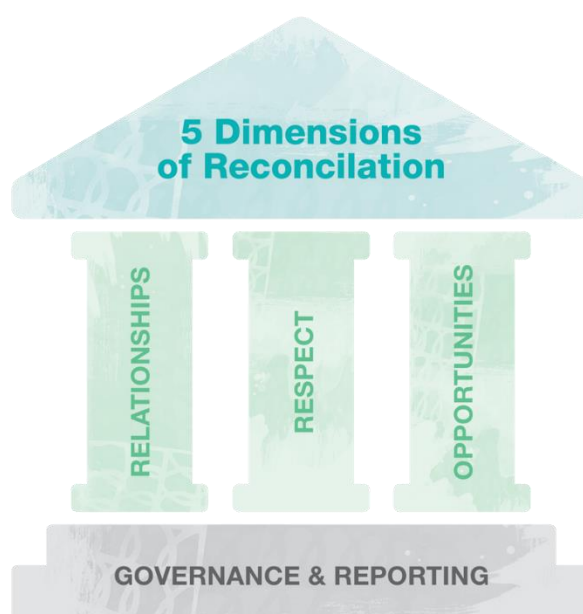 5 Dimensions
of Reconcilation
RELATIONSHIPS
RESPECT
OPPORTUNITIES
GOVERNANCE & REPORTING